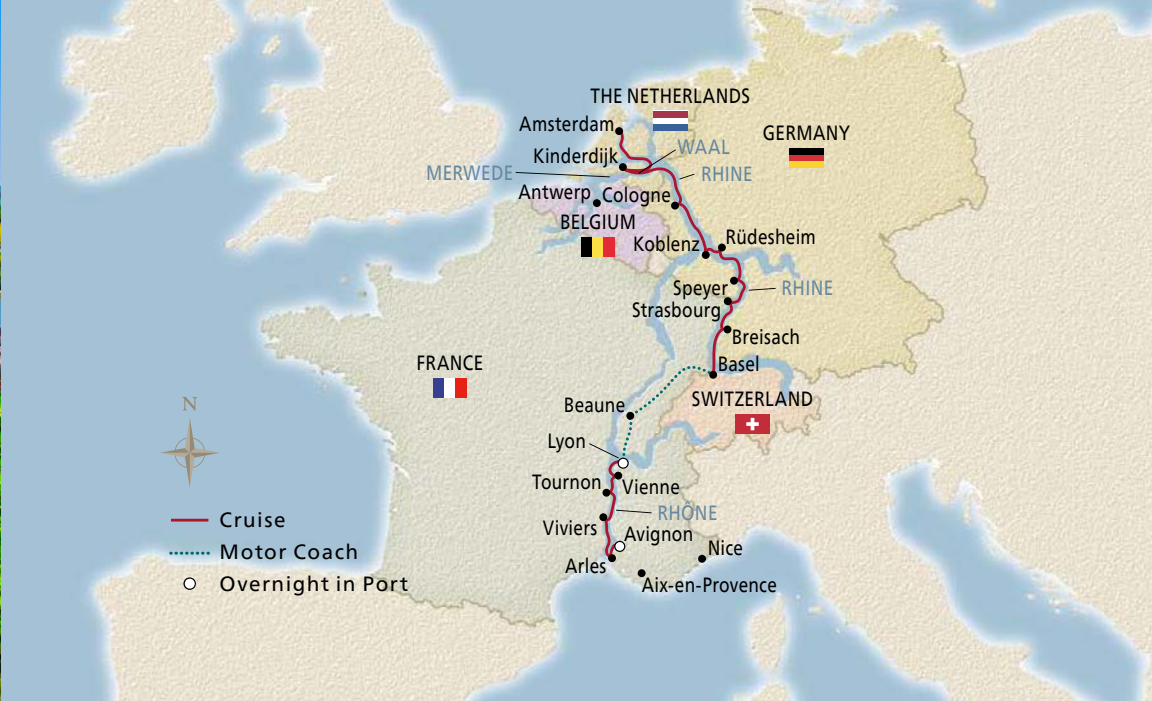 THE NETHERLANDS
Amsterdam
GERMANY
WAAL
Kinderdijk
MERWEDE
RHINE
Antwerp
Cologne
BELGIUM
Koblenz
Rüdesheim
Speyer
RHINE
Strasbourg
Breisach
FRANCE
Basel
SWITZERLAND
Beaune
N
Lyon
Tournon
Vienne
RHÔNE
Cruise
Viviers
Avignon
Motor Coach
Nice
Arles
Overnight in Port
Aix-en-Provence